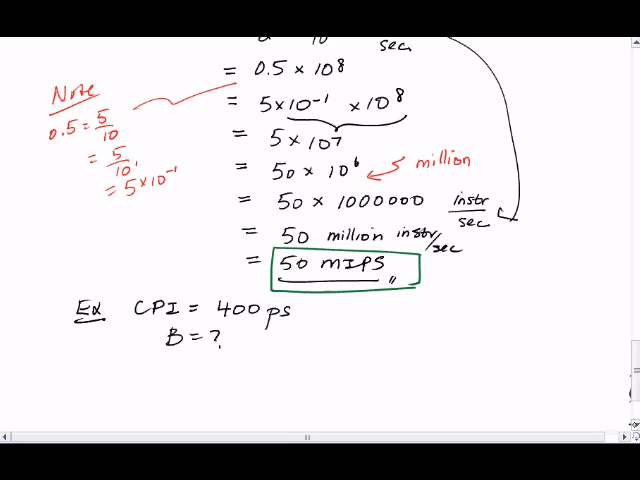 sec
= 0.5 × 10⁸
= 5×10⁻¹ ×10⁸
= 5 × 10⁷
= 50 × 10⁶
million
= 50 × 1000000 instr/sec
= 50 million instr/sec
= 50 MIPS
Note
0.5 = 5/10
= 5/10¹
= 5×10⁻¹
Ex CPI = 400 ps
B = ?